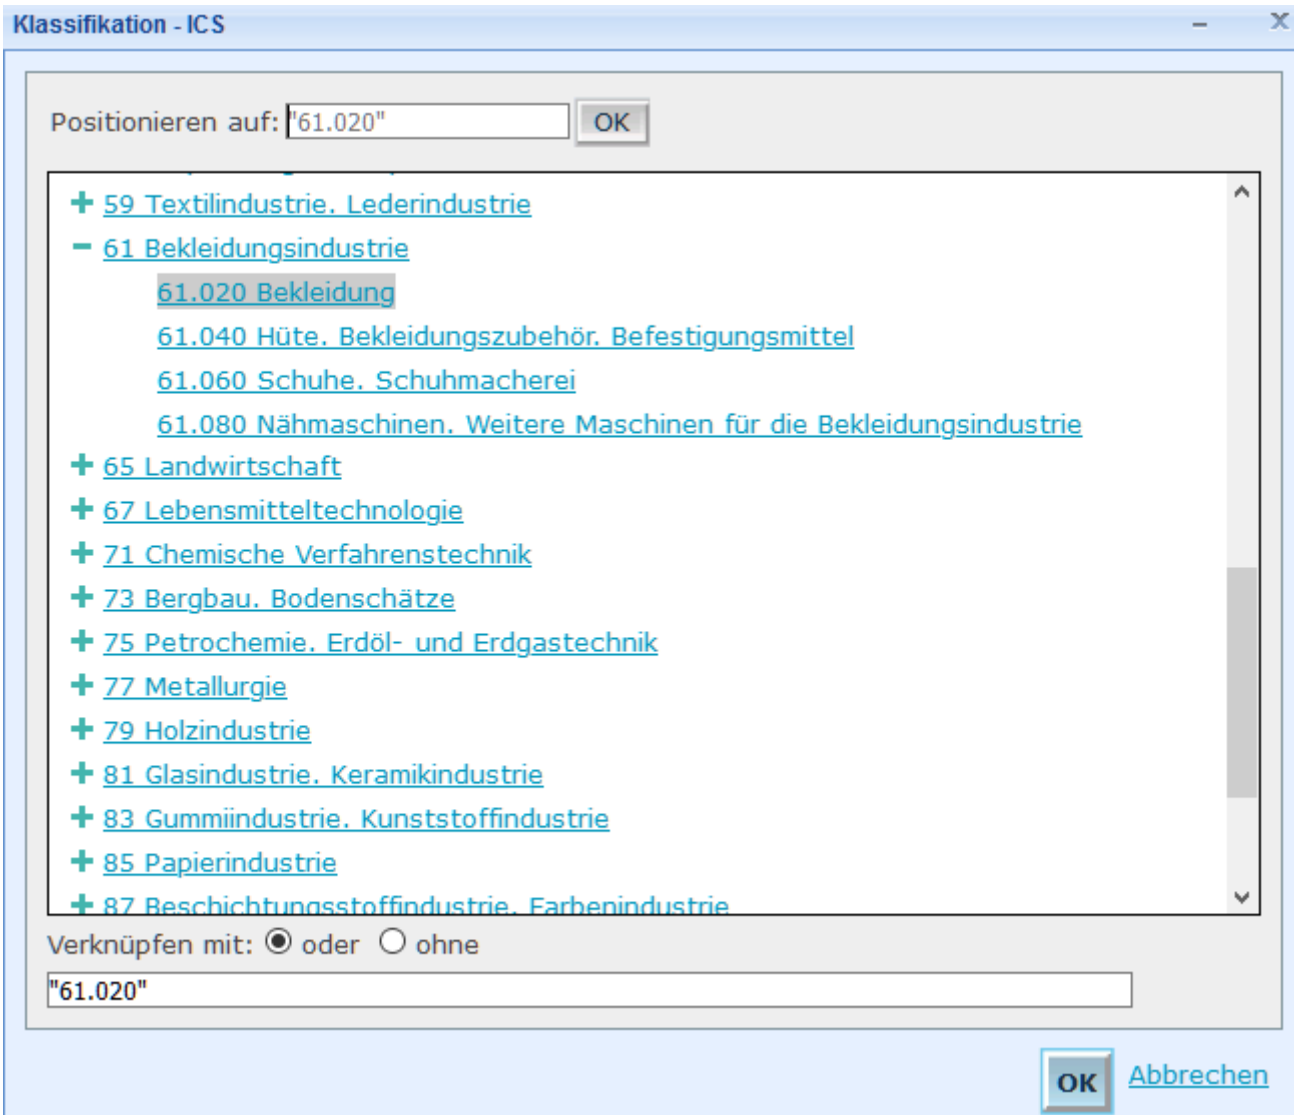 Klassifikation - ICS
Positionieren auf: "61.020" OK
59 Textilindustrie. Lederindustrie
61 Bekleidungsindustrie
61.020 Bekleidung
61.040 Hüte. Bekleidungszubehör. Befestigungsmittel
61.060 Schuhe. Schuhmacherei
61.080 Nähmaschinen. Weitere Maschinen für die Bekleidungsindustrie
65 Landwirtschaft
67 Lebensmitteltechnologie
71 Chemische Verfahrenstechnik
73 Bergbau. Bodenschätze
75 Petrochemie. Erdöl- und Erdgastechnik
77 Metallurgie
79 Holzindustrie
81 Glasindustrie. Keramikindustrie
83 Gummiindustrie. Kunststoffindustrie
85 Papierindustrie
87 Beschichtungsstoffindustrie. Farbenindustrie
Verknüpfen mit: oder ohne
"61.020"
OK Abbrechen